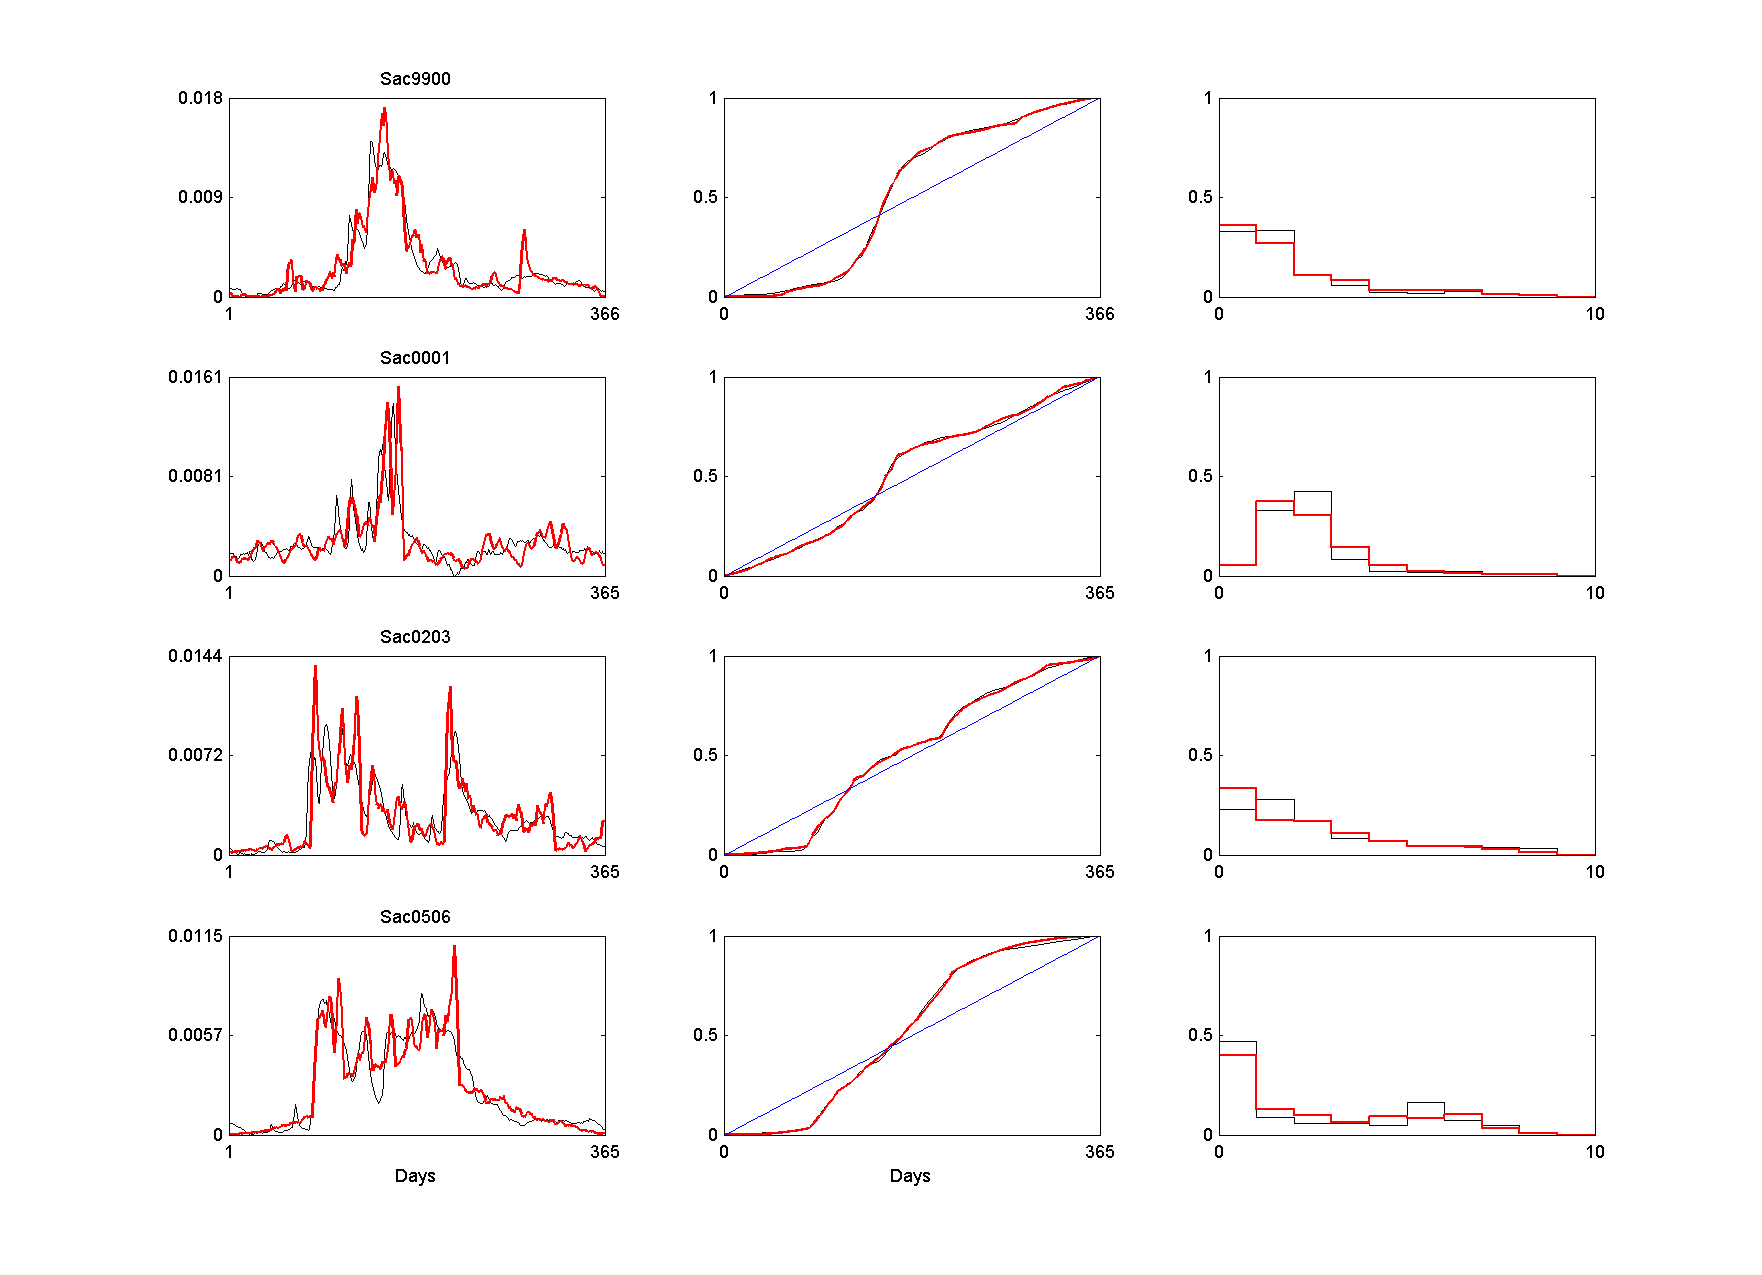 Sac9900
0.018 1 1
0.009 0.5 0.5
0 0 0
1 366 0 366 0 10
Sac0001
0.0161 1 1
0.0081 0.5 0.5
0 0 0
1 365 0 365 0 10
Sac0203
0.0144 1 1
0.0072 0.5 0.5
0 0 0
1 365 0 365 0 10
Sac0506
0.0115 1 1
0.0057 0.5 0.5
0 0 0
1 365 0 365 0 10
Days Days